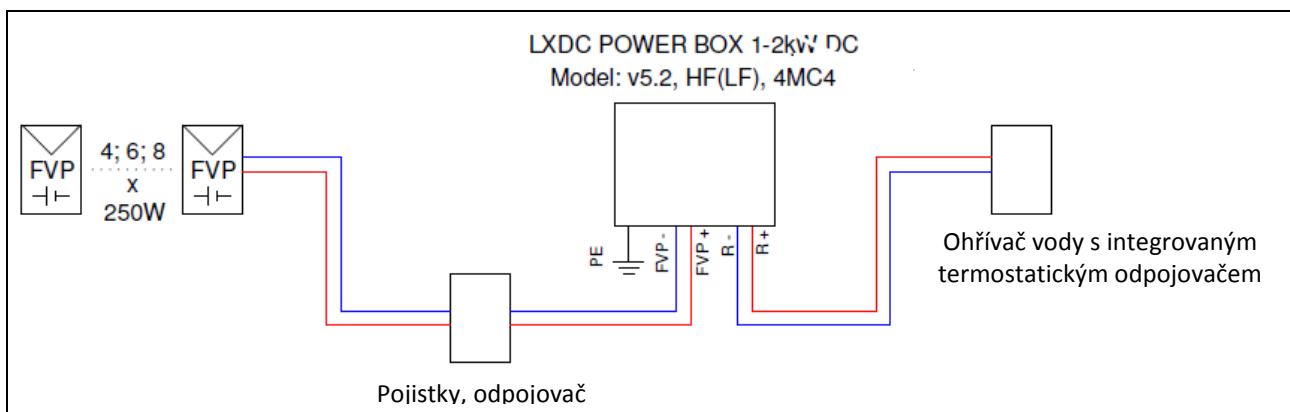 LXDC POWER BOX 1-2kW DC
Model: v5.2, HF(LF), 4MC4
FVP
4; 6; 8
x
250W
FVP
PE
FVP -
FVP +
R -
R +
Ohřívač vody s integrovaným
termostatickým odpojovačem
Pojistky, odpojovač